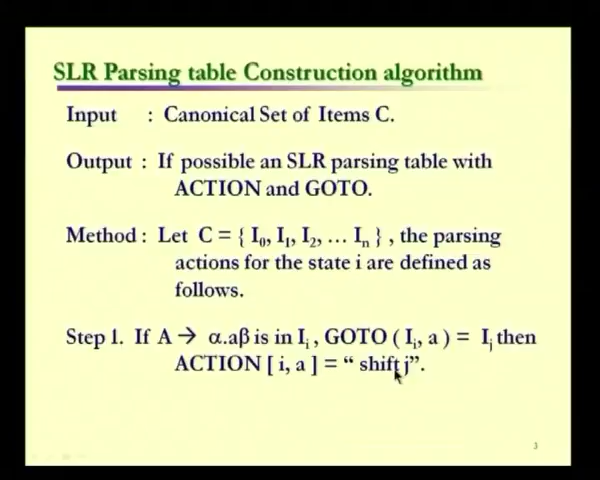 SLR Parsing table Construction algorithm
Input : Canonical Set of Items C.
Output : If possible an SLR parsing table with
ACTION and GOTO.
Method : Let C = { I₀, I₁, I₂, … Iₙ } , the parsing
actions for the state i are defined as
follows.
Step 1. If A → α.aβ is in Iᵢ , GOTO ( Iᵢ, a ) = Iⱼ then
ACTION [ i, a ] = “ shift j”.
3